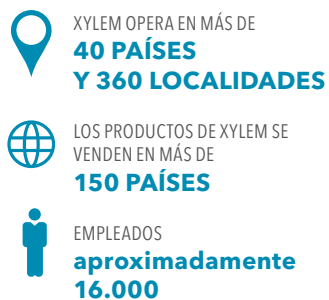 XYLEM OPERA EN MÁS DE
40 PAÍSES
Y 360 LOCALIDADES
LOS PRODUCTOS DE XYLEM SE
VENDEN EN MÁS DE
150 PAÍSES
EMPLEADOS
aproximadamente
16.000